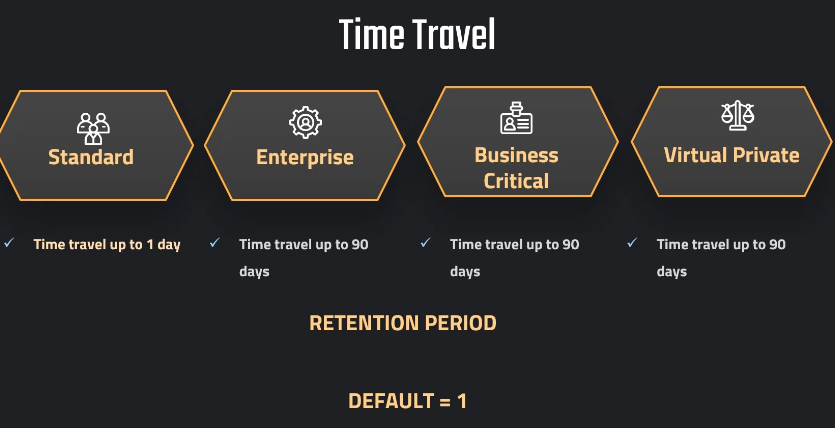 Time Travel
Standard
Enterprise
Business
Critical
Virtual Private
Time travel up to 1 day
Time travel up to 90
days
Time travel up to 90
days
Time travel up to 90
days
RETENTION PERIOD
DEFAULT = 1